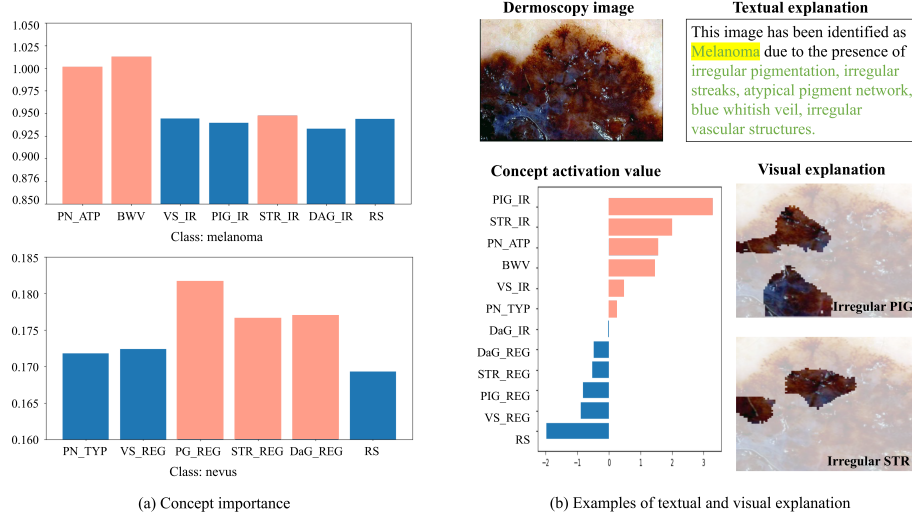 1.050
1.025
1.000
0.975
0.950
0.925
0.900
0.876
0.850
PN_ATP BWV VS_IR PIG_IR STR_IR DAG_IR RS
Class: melanoma
0.185
0.180
0.175
0.170
0.165
0.160
PN_TYP VS_REG PG_REG STR_REG DaG_REG RS
Class: nevus
(a) Concept importance
Dermoscopy image
Textual explanation
This image has been identified as
Melanoma due to the presence of
irregular pigmentation, irregular
streaks, atypical pigment network,
blue whitish veil, irregular
vascular structures.
Concept activation value
PIG_IR
STR_IR
PN_ATP
BWV
VS_IR
PN_TYP
DaG_IR
DaG_REG
STR_REG
PIG_REG
VS_REG
RS
−2 −1 0 1 2 3
Visual explanation
Irregular PIG
Irregular STR
(b) Examples of textual and visual explanation